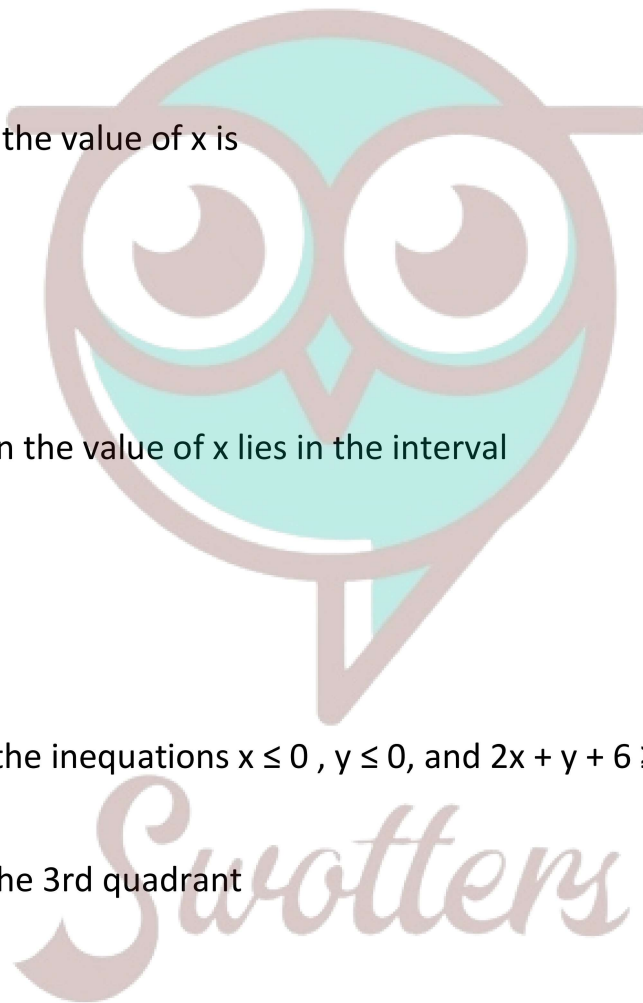 the value of x is
n the value of x lies in the interval
the inequations x ≤ 0 , y ≤ 0, and 2x + y + 6
he 3rd quadrant
Swotters